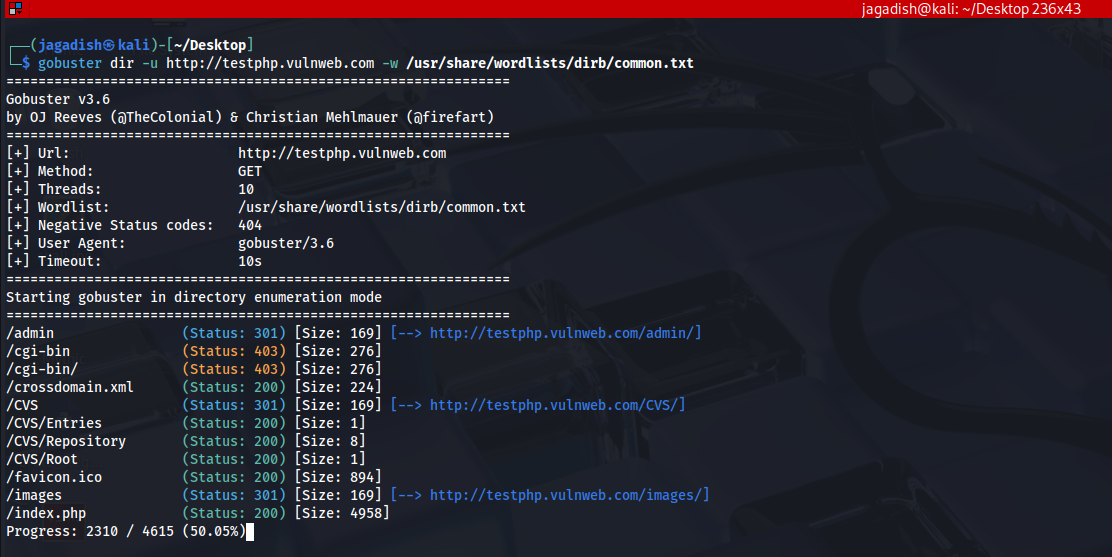 jagadish@kali: ~/Desktop 236x43
┌──(jagadish㉿kali)-[~/Desktop]
└─$ gobuster dir -u http://testphp.vulnweb.com -w /usr/share/wordlists/dirb/common.txt
===============================================================
Gobuster v3.6
by OJ Reeves (@TheColonial) & Christian Mehlmauer (@firefart)
===============================================================
[+] Url:                     http://testphp.vulnweb.com
[+] Method:                  GET
[+] Threads:                 10
[+] Wordlist:                /usr/share/wordlists/dirb/common.txt
[+] Negative Status codes:   404
[+] User Agent:              gobuster/3.6
[+] Timeout:                 10s
===============================================================
Starting gobuster in directory enumeration mode
===============================================================
/admin                (Status: 301) [Size: 169] [--> http://testphp.vulnweb.com/admin/]
/cgi-bin              (Status: 403) [Size: 276]
/cgi-bin/             (Status: 403) [Size: 276]
/crossdomain.xml      (Status: 200) [Size: 224]
/CVS                  (Status: 301) [Size: 169] [--> http://testphp.vulnweb.com/CVS/]
/CVS/Entries          (Status: 200) [Size: 1]
/CVS/Repository       (Status: 200) [Size: 8]
/CVS/Root             (Status: 200) [Size: 1]
/favicon.ico          (Status: 200) [Size: 894]
/images               (Status: 301) [Size: 169] [--> http://testphp.vulnweb.com/images/]
/index.php            (Status: 200) [Size: 4958]
Progress: 2310 / 4615 (50.05%)